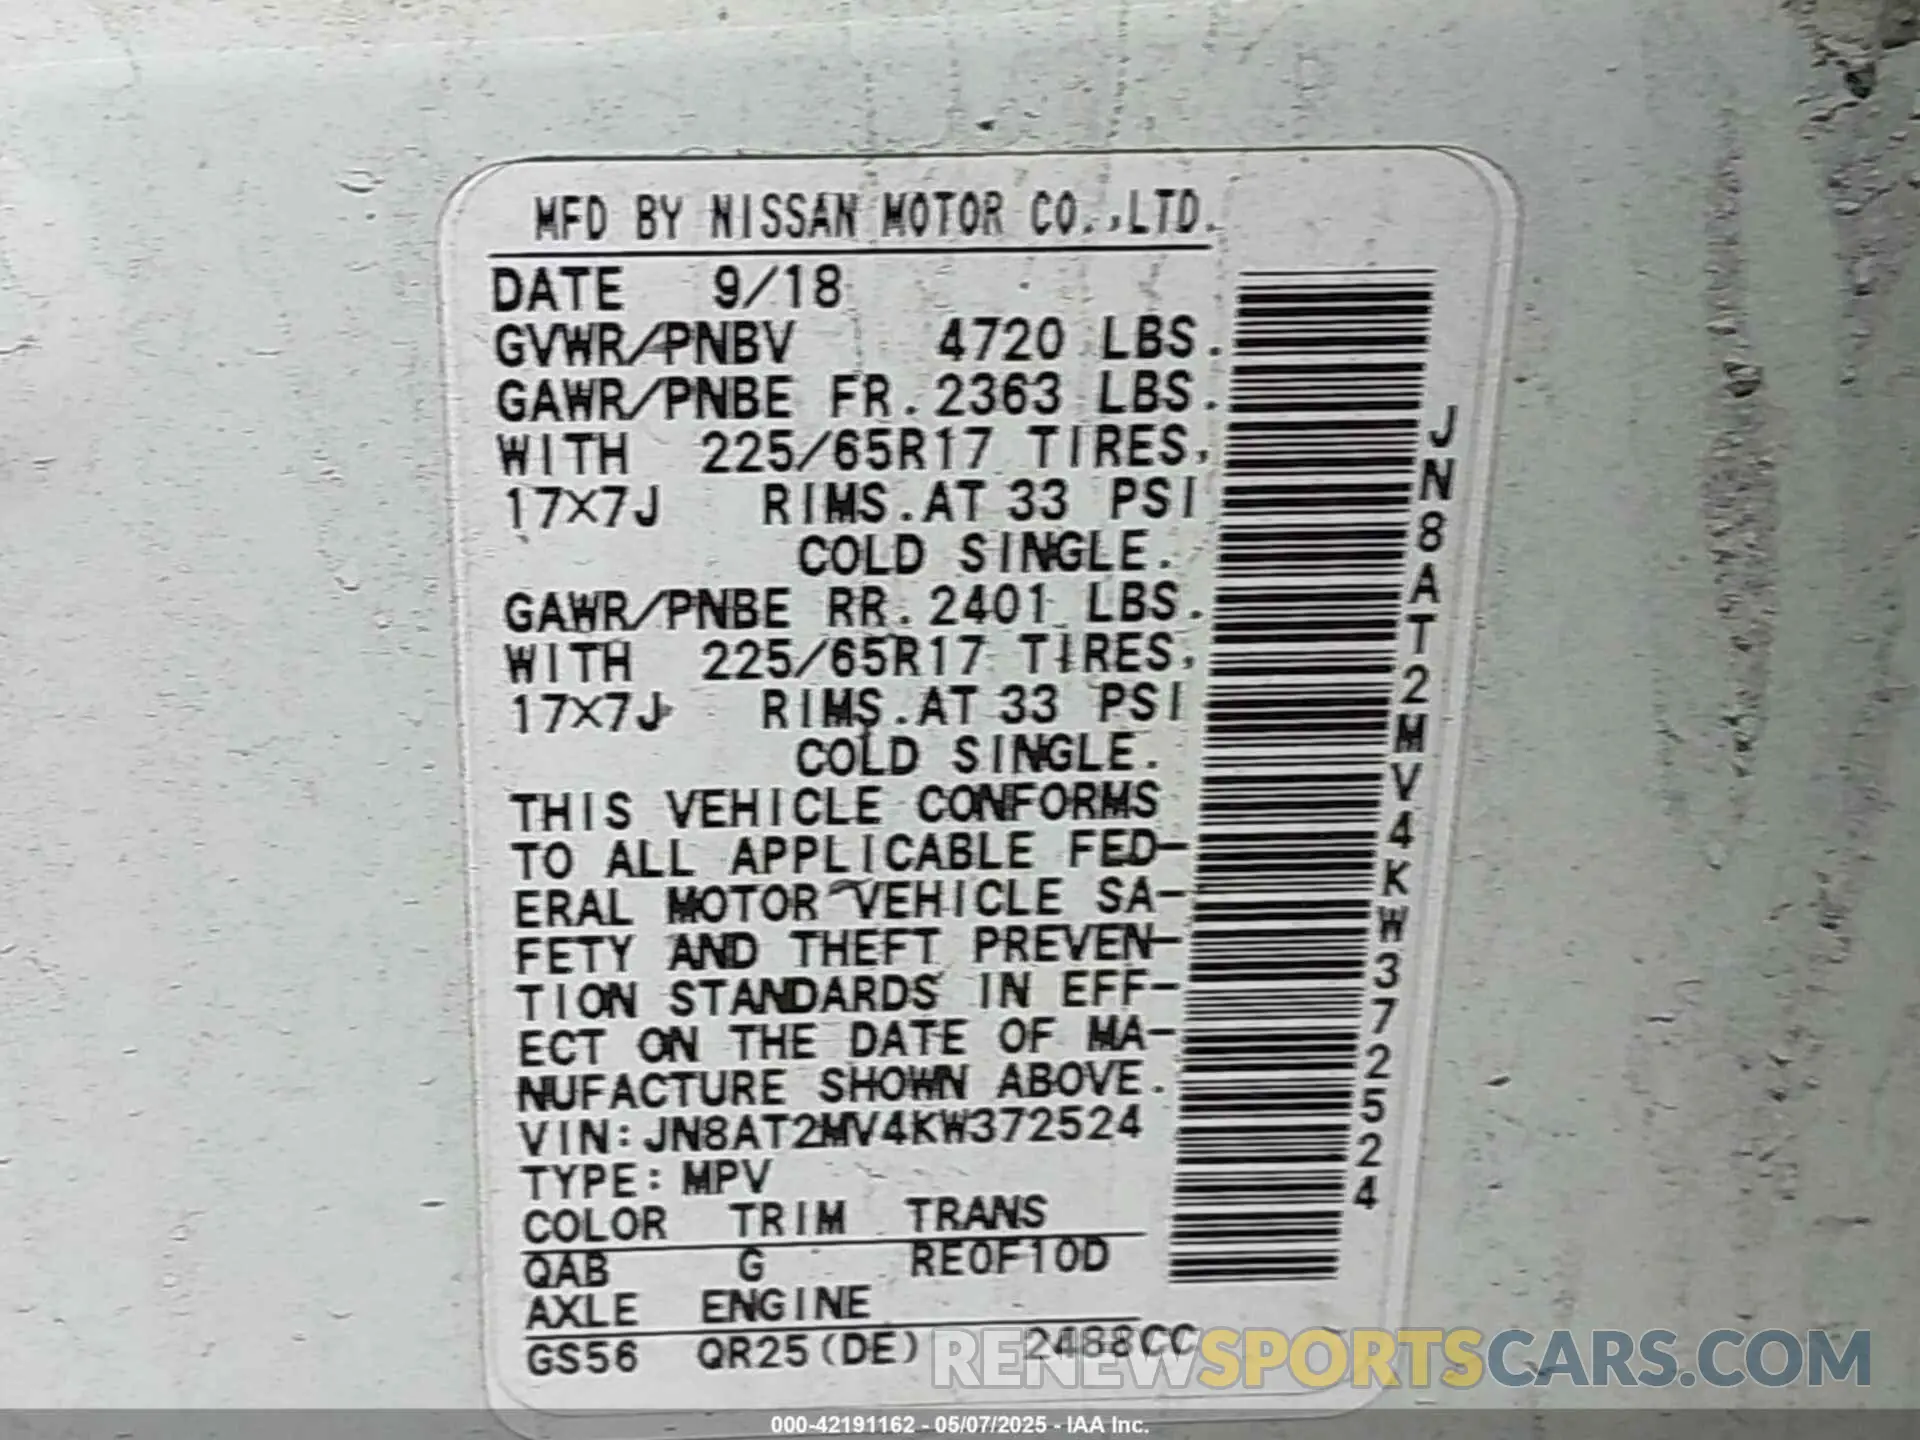 MFD BY NISSAN MOTOR CO.,LTD.
DATE 9/18
GVWR/PNBV 4720 LBS.
GAWR/PNBE FR. 2363 LBS.
WITH 225/65R17 TIRES,
17X7J RIMS.AT 33 PSI
COLD SINGLE.
GAWR/PNBE RR. 2401 LBS.
WITH 225/65R17 TIRES,
17X7J RIMS.AT 33 PSI
COLD SINGLE.
THIS VEHICLE CONFORMS
TO ALL APPLICABLE FED-
ERAL MOTOR VEHICLE SA-
FETY AND THEFT PREVEN-
TION STANDARDS IN EFF-
ECT ON THE DATE OF MA-
NUFACTURE SHOWN ABOVE.
VIN:JN8AT2MV4KW372524
TYPE:MPV
COLOR TRIM TRANS
QAB G RE0F10D
AXLE ENGINE
GS56 QR25(DE) 2488CC
JN8AT2MV4KW372524
RENEWSPORTSCARS.COM
000-42191162 - 05/07/2025 - IAA Inc.